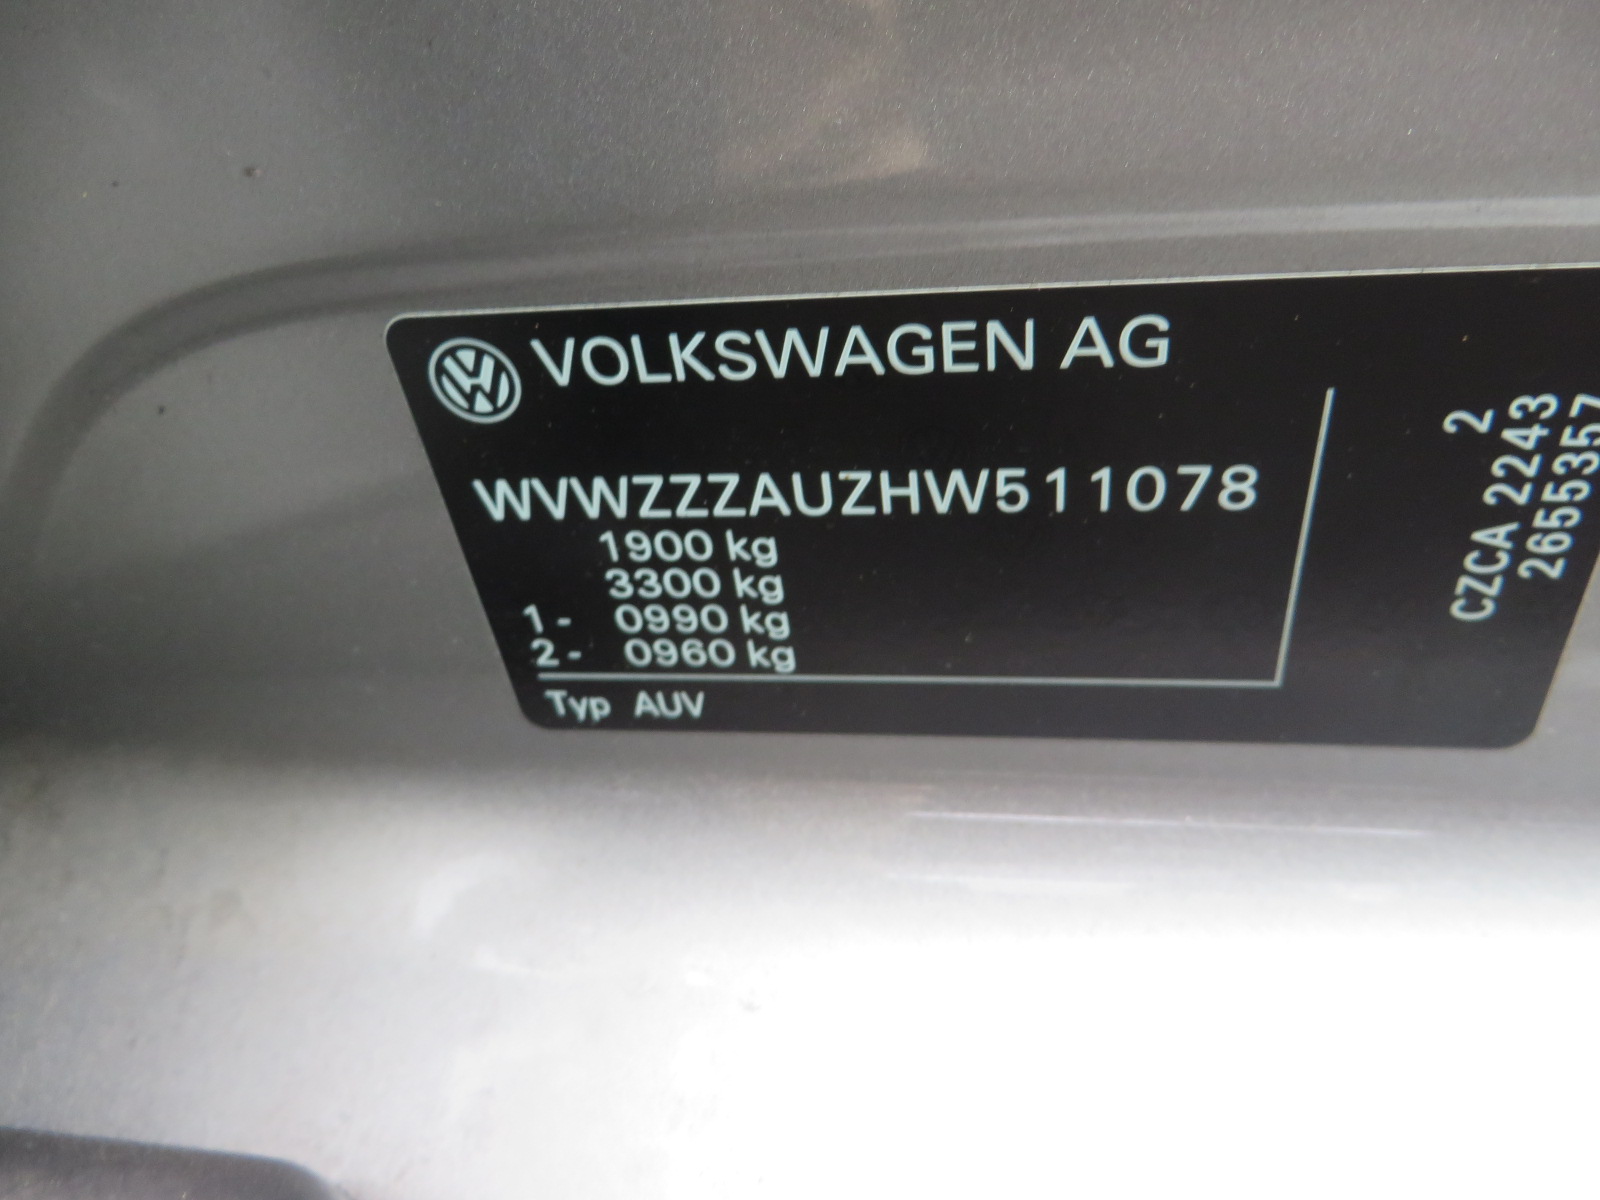 VOLKSWAGEN AG
WVWZZZAUZHW511078
1900 kg
3300 kg
1- 0990 kg
2- 0960 kg
Typ AUV
2
CZCA 2243
2655357